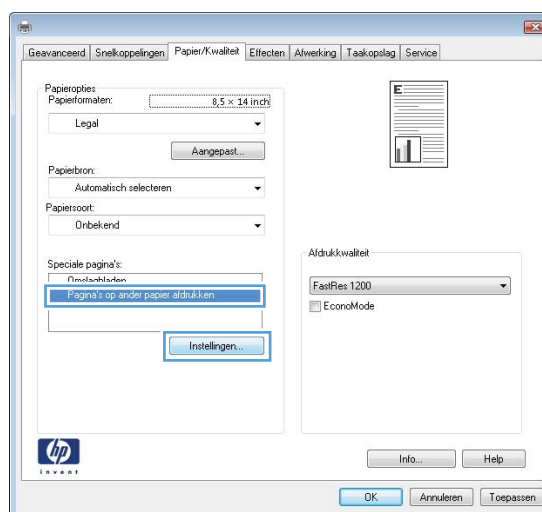 Geavanceerd Snelkoppelingen Papier/Kwaliteit Effecten Afwerking Taakopslag Service
Papieropties
Papierformaten: 8,5 × 14 inch
Legal
Aangepast...
Papierbron:
Automatisch selecteren
Papiersoort:
Onbekend
Speciale pagina's:
Omslagbladen
Pagina's op ander papier afdrukken
Instellingen...
E
Afdrukkwaliteit
FastRes 1200
EconoMode
hp
invent
Info... Help
OK Annuleren Toepassen